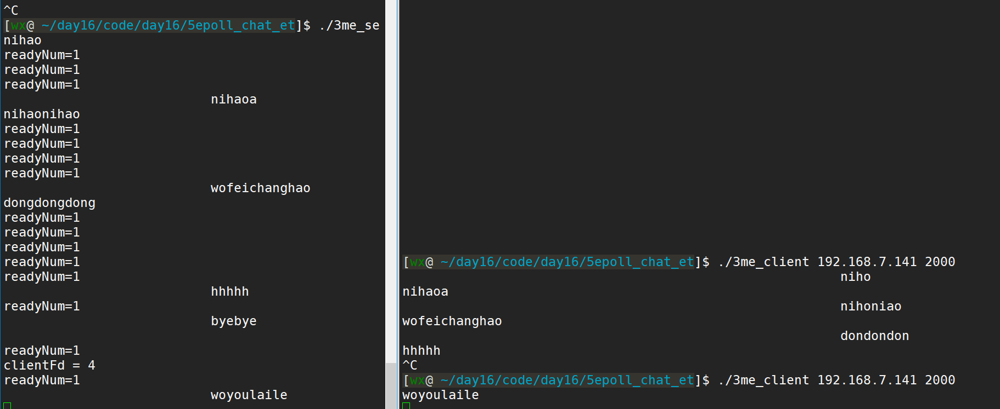 ^C
[wx@ ~/day16/code/day16/5epoll_chat_et]$ ./3me_se
nihao
readyNum=1
readyNum=1
readyNum=1
nihaoa
nihaonihao
readyNum=1
readyNum=1
readyNum=1
readyNum=1
wofeichanghao
dongdongdong
readyNum=1
readyNum=1
readyNum=1
readyNum=1
readyNum=1
hhhhh
readyNum=1
byebye
readyNum=1
clientFd = 4
readyNum=1
woyoulaile
[wx@ ~/day16/code/day16/5epoll_chat_et]$ ./3me_client 192.168.7.141 2000
niho
nihaoa
nihoniao
wofeichanghao
dondondon
hhhhh
^C
[wx@ ~/day16/code/day16/5epoll_chat_et]$ ./3me_client 192.168.7.141 2000
woyoulaile